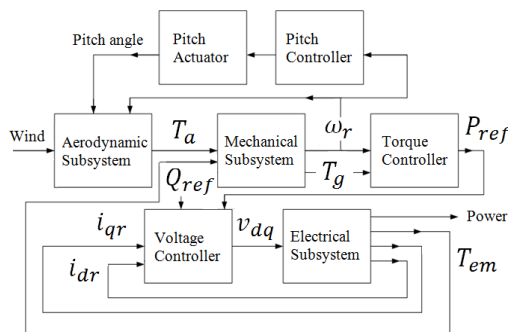 Pitch angle
Pitch
Actuator
Pitch
Controller
Wind
Aerodynamic
Subsystem
T_a
Mechanical
Subsystem
ω_r
T_g
Torque
Controller
P_ref
Q_ref
i_qr
i_dr
Voltage
Controller
v_dq
Electrical
Subsystem
Power
T_em